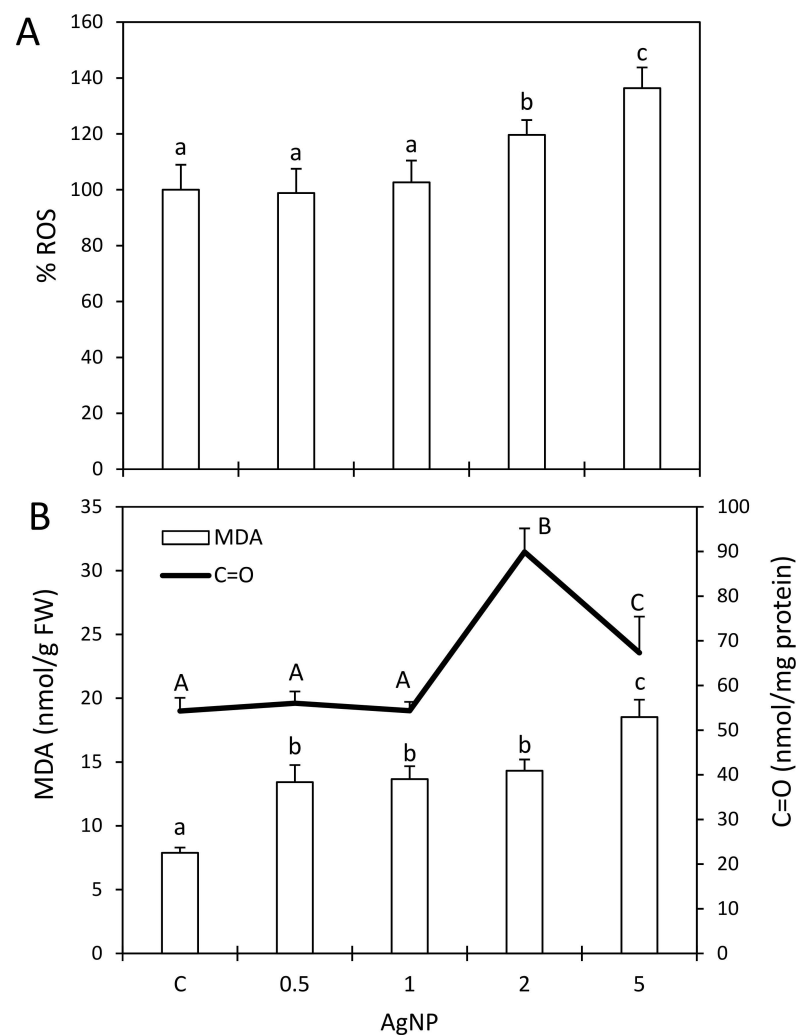 A
160
140
120
100
80
60
40
20
0
% ROS
a
a
a
b
c
B
35
30
25
20
15
10
5
0
MDA (nmol/g FW)
MDA
C=O
A
A
A
B
C
a
b
b
b
c
100
90
80
70
60
50
40
30
20
10
0
C=O (nmol/mg protein)
C 0.5 1 2 5
AgNP